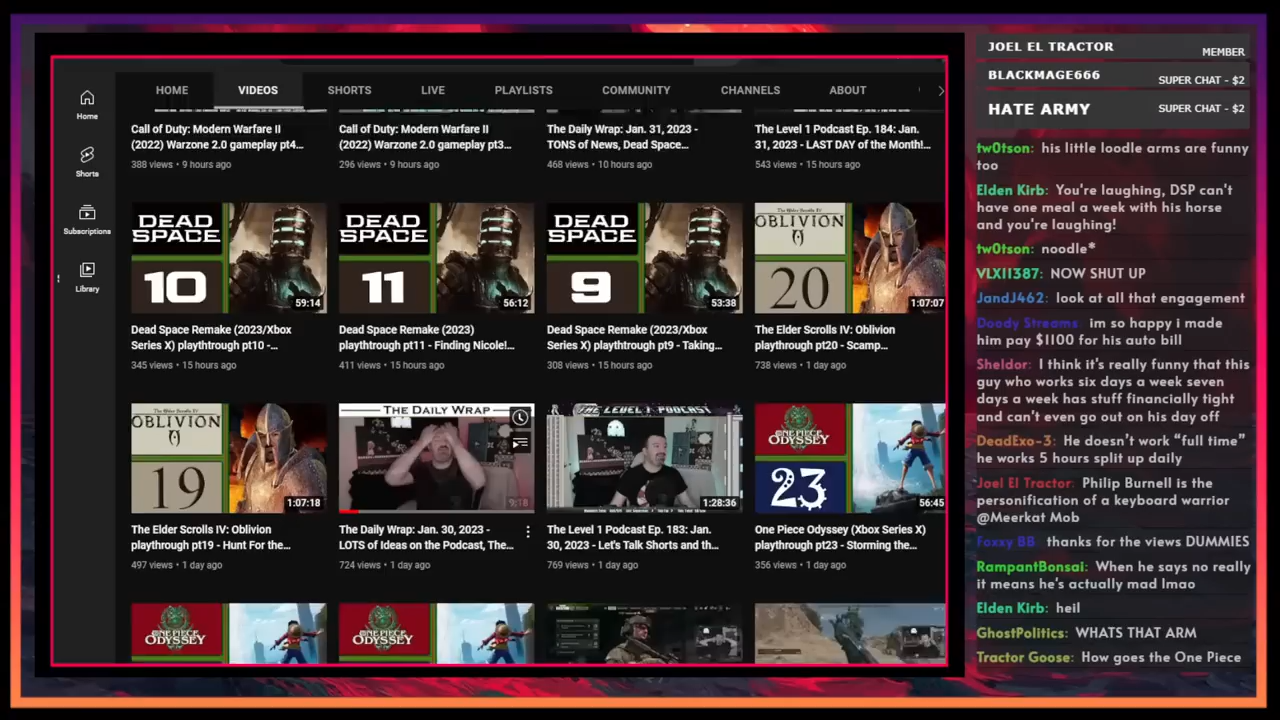 HOME
VIDEOS
SHORTS
LIVE
PLAYLISTS
COMMUNITY
CHANNELS
ABOUT
Home
Shorts
Subscriptions
Library
Call of Duty: Modern Warfare II
(2022) Warzone 2.0 gameplay pt4...
388 views • 9 hours ago
Call of Duty: Modern Warfare II
(2022) Warzone 2.0 gameplay pt3...
296 views • 9 hours ago
The Daily Wrap: Jan. 31, 2023 -
TONS of News, Dead Space...
468 views • 10 hours ago
The Level 1 Podcast Ep. 184: Jan.
31, 2023 - LAST DAY of the Month!...
543 views • 15 hours ago
DEAD
SPACE
10
59:14
Dead Space Remake (2023/Xbox
Series X) playthrough pt10 -...
345 views • 15 hours ago
DEAD
SPACE
11
56:12
Dead Space Remake (2023)
playthrough pt11 - Finding Nicole!...
411 views • 15 hours ago
DEAD
SPACE
9
53:38
Dead Space Remake (2023/Xbox
Series X) playthrough pt9 - Taking...
308 views • 15 hours ago
The Elder Scrolls IV:
OBLIVION
20
1:07:07
The Elder Scrolls IV: Oblivion
playthrough pt20 - Scamp...
738 views • 1 day ago
The Elder Scrolls IV:
OBLIVION
19
1:07:18
The Elder Scrolls IV: Oblivion
playthrough pt19 - Hunt For the...
497 views • 1 day ago
THE DAILY WRAP
9:18
The Daily Wrap: Jan. 30, 2023 -
LOTS of Ideas on the Podcast, The...
724 views • 1 day ago
THE LEVEL 1 PODCAST
1:28:36
The Level 1 Podcast Ep. 183: Jan.
30, 2023 - Let's Talk Shorts and th...
769 views • 1 day ago
ONE PIECE
ODYSSEY
23
56:45
One Piece Odyssey (Xbox Series X)
playthrough pt23 - Storming the...
356 views • 1 day ago
ODYSSEY
ODYSSEY
JOEL EL TRACTOR
MEMBER
BLACKMAGE666
SUPER CHAT - $2
HATE ARMY
SUPER CHAT - $2
tw0tson: his little loodle arms are funny
too
Elden Kirb: You're laughing, DSP can't
have one meal a week with his horse
and you're laughing!
tw0tson: noodle*
VLXII387: NOW SHUT UP
JandJ462: look at all that engagement
Doody Streams: im so happy i made
him pay $1100 for his auto bill
Sheldor: I think it's really funny that this
guy who works six days a week seven
days a week has stuff financially tight
and can't even go out on his day off
DeadExo-3: He doesn't work "full time"
he works 5 hours split up daily
Joel El Tractor: Philip Burnell is the
personification of a keyboard warrior
@Meerkat Mob
Foxxy BB: thanks for the views DUMMIES
RampantBonsai: When he says no really
it means he's actually mad lmao
Elden Kirb: heil
GhostPolitics: WHATS THAT ARM
Tractor Goose: How goes the One Piece